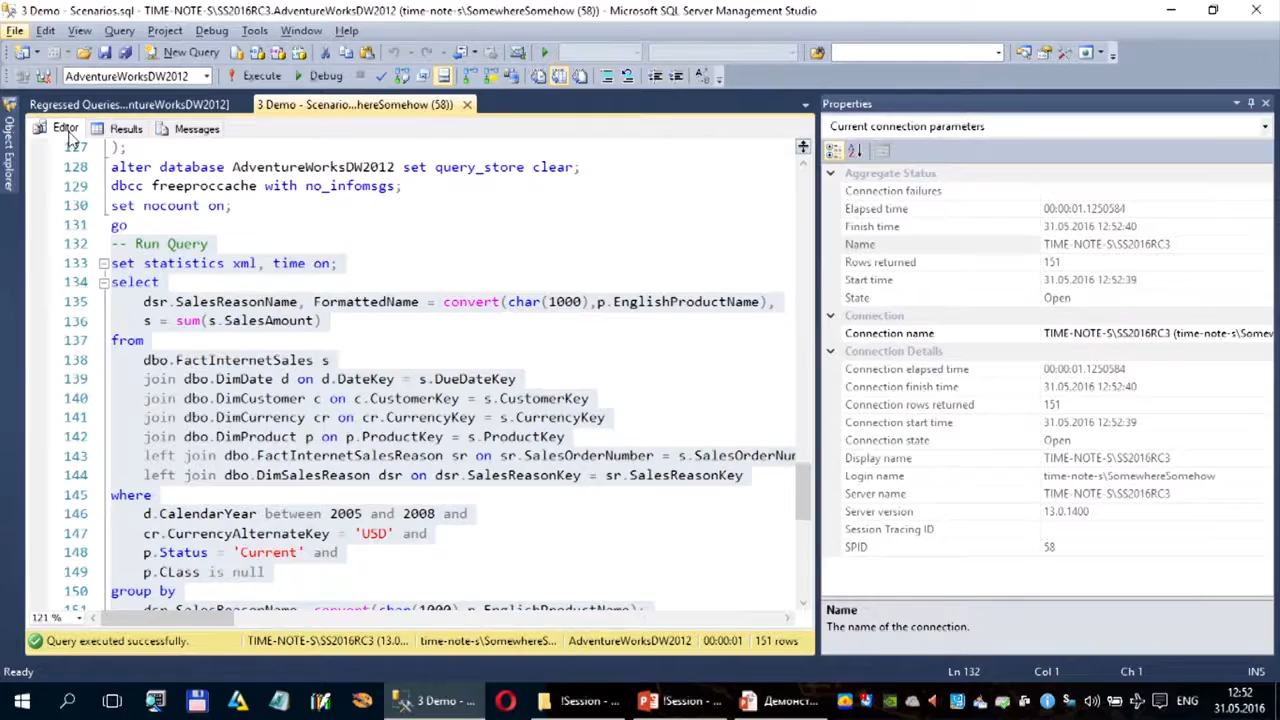 3 Demo - Scenarios.sql - TIME-NOTE-S\SS2016RC3.AdventureWorksDW2012 (time-note-s\SomewhereSomehow (58)) - Microsoft SQL Server Management Studio
File Edit View Query Project Debug Tools Window Help
New Query
AdventureWorksDW2012 Execute Debug
Regressed Queries...ntureWorksDW2012] 3 Demo - Scenario...hereSomehow (58))
Object Explorer
Editor Results Messages
127 );
128 alter database AdventureWorksDW2012 set query_store clear;
129 dbcc freeproccache with no_infomsgs;
130 set nocount on;
131 go
132 -- Run Query
133 set statistics xml, time on;
134 select
135 dsr.SalesReasonName, FormattedName = convert(char(1000),p.EnglishProductName),
136 s = sum(s.SalesAmount)
137 from
138 dbo.FactInternetSales s
139 join dbo.DimDate d on d.DateKey = s.DueDateKey
140 join dbo.DimCustomer c on c.CustomerKey = s.CustomerKey
141 join dbo.DimCurrency cr on cr.CurrencyKey = s.CurrencyKey
142 join dbo.DimProduct p on p.ProductKey = s.ProductKey
143 left join dbo.FactInternetSalesReason sr on sr.SalesOrderNumber = s.SalesOrderNum
144 left join dbo.DimSalesReason dsr on dsr.SalesReasonKey = sr.SalesReasonKey
145 where
146 d.CalendarYear between 2005 and 2008 and
147 cr.CurrencyAlternateKey = 'USD' and
148 p.Status = 'Current' and
149 p.CLass is null
150 group by
151 dsr.SalesReasonName, convert(char(1000),p.EnglishProductName);
121 %
Query executed successfully. TIME-NOTE-S\SS2016RC3 (13.0... time-note-s\SomewhereS... AdventureWorksDW2012 00:00:01 151 rows
Properties
Current connection parameters
Aggregate Status
Connection failures
Elapsed time 00:00:01.1250584
Finish time 31.05.2016 12:52:40
Name TIME-NOTE-S\SS2016RC3
Rows returned 151
Start time 31.05.2016 12:52:39
State Open
Connection
Connection name TIME-NOTE-S\SS2016RC3 (time-note-s\Somew
Connection Details
Connection elapsed time 00:00:01.1250584
Connection finish time 31.05.2016 12:52:40
Connection rows returned 151
Connection start time 31.05.2016 12:52:39
Connection state Open
Display name TIME-NOTE-S\SS2016RC3
Login name time-note-s\SomewhereSomehow
Server name TIME-NOTE-S\SS2016RC3
Server version 13.0.1400
Session Tracing ID
SPID 58
Name
The name of the connection.
Ready Ln 132 Col 1 Ch 1 INS
3 Demo - ... !Session - ... !Session - ... Демонст... ENG 12:52
31.05.2016